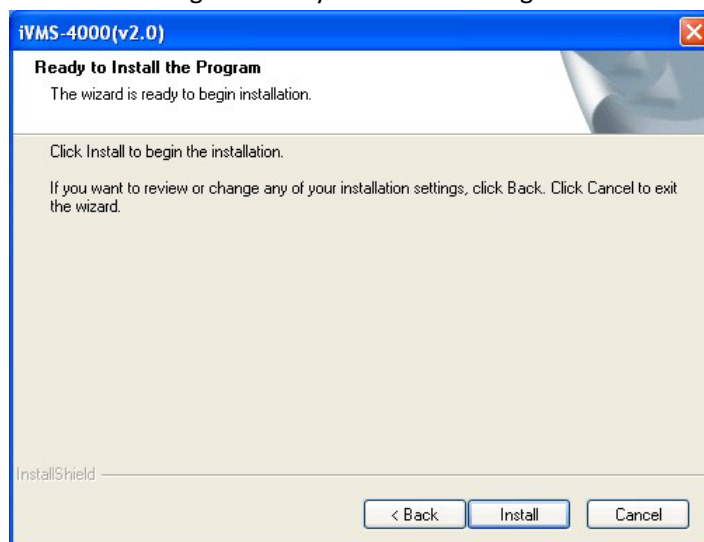 iVMS-4000(v2.0)
Ready to Install the Program
The wizard is ready to begin installation.
Click Install to begin the installation.
If you want to review or change any of your installation settings, click Back. Click Cancel to exit
the wizard.
InstallShield
< Back Install Cancel